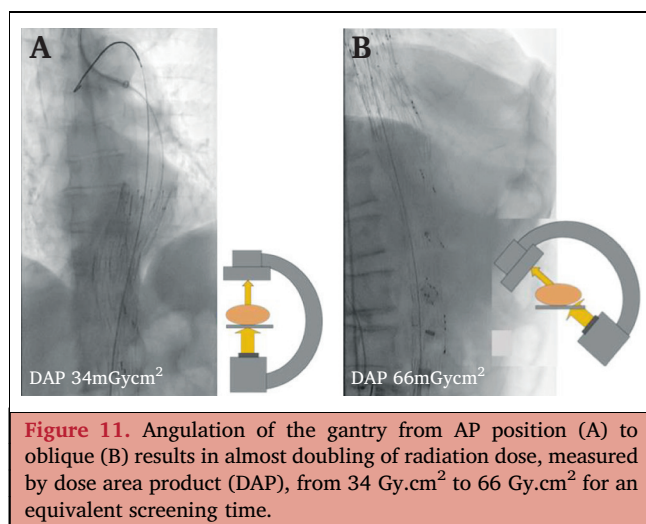 A
B
DAP 34mGycm²
DAP 66mGycm²
Figure 11. Angulation of the gantry from AP position (A) to
oblique (B) results in almost doubling of radiation dose, measured
by dose area product (DAP), from 34 Gy.cm² to 66 Gy.cm² for an
equivalent screening time.